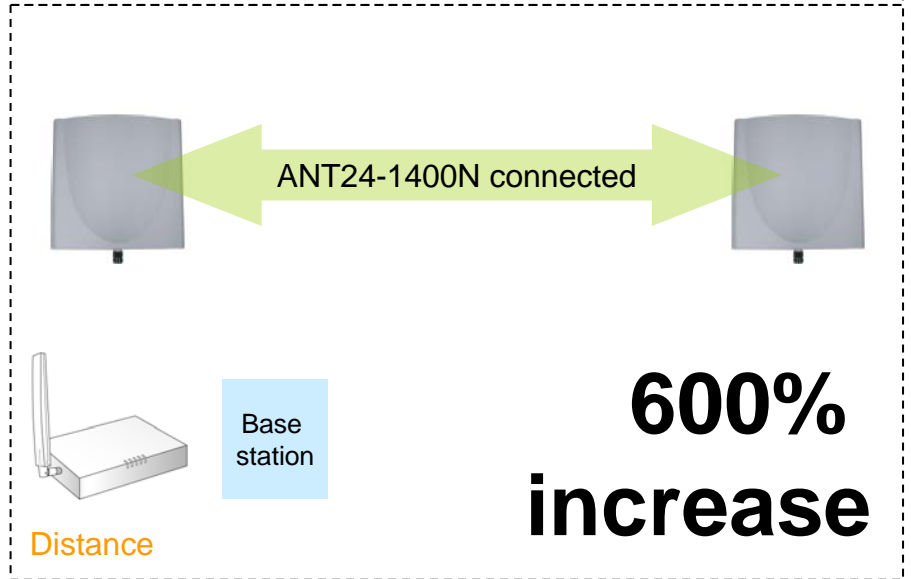 ANT24-1400N connected
600%
increase
Base
station
Distance